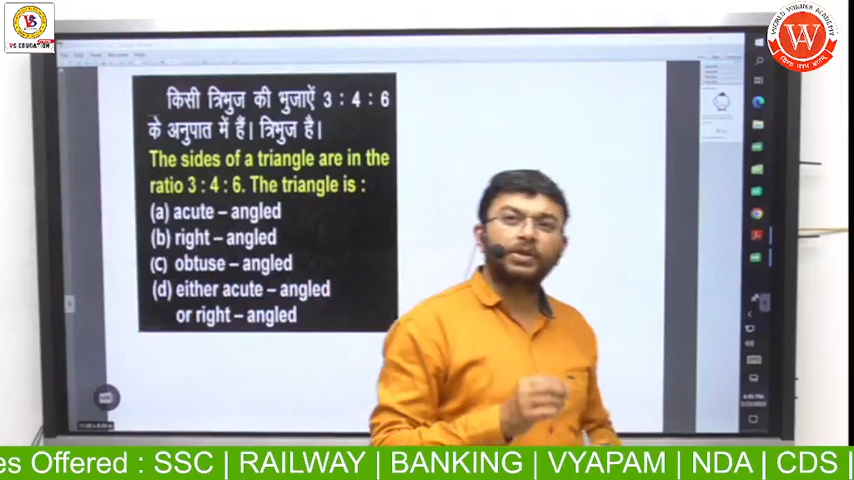 VS EDUCATION
WORLD WINNER ACADEMY
किसी त्रिभुज की भुजाऐं 3 : 4 : 6
के अनुपात में हैं। त्रिभुज है।
The sides of a triangle are in the
ratio 3 : 4 : 6. The triangle is :
(a) acute – angled
(b) right – angled
(c) obtuse – angled
(d) either acute – angled
or right – angled
es Offered : SSC | RAILWAY | BANKING | VYAPAM | NDA | CDS |